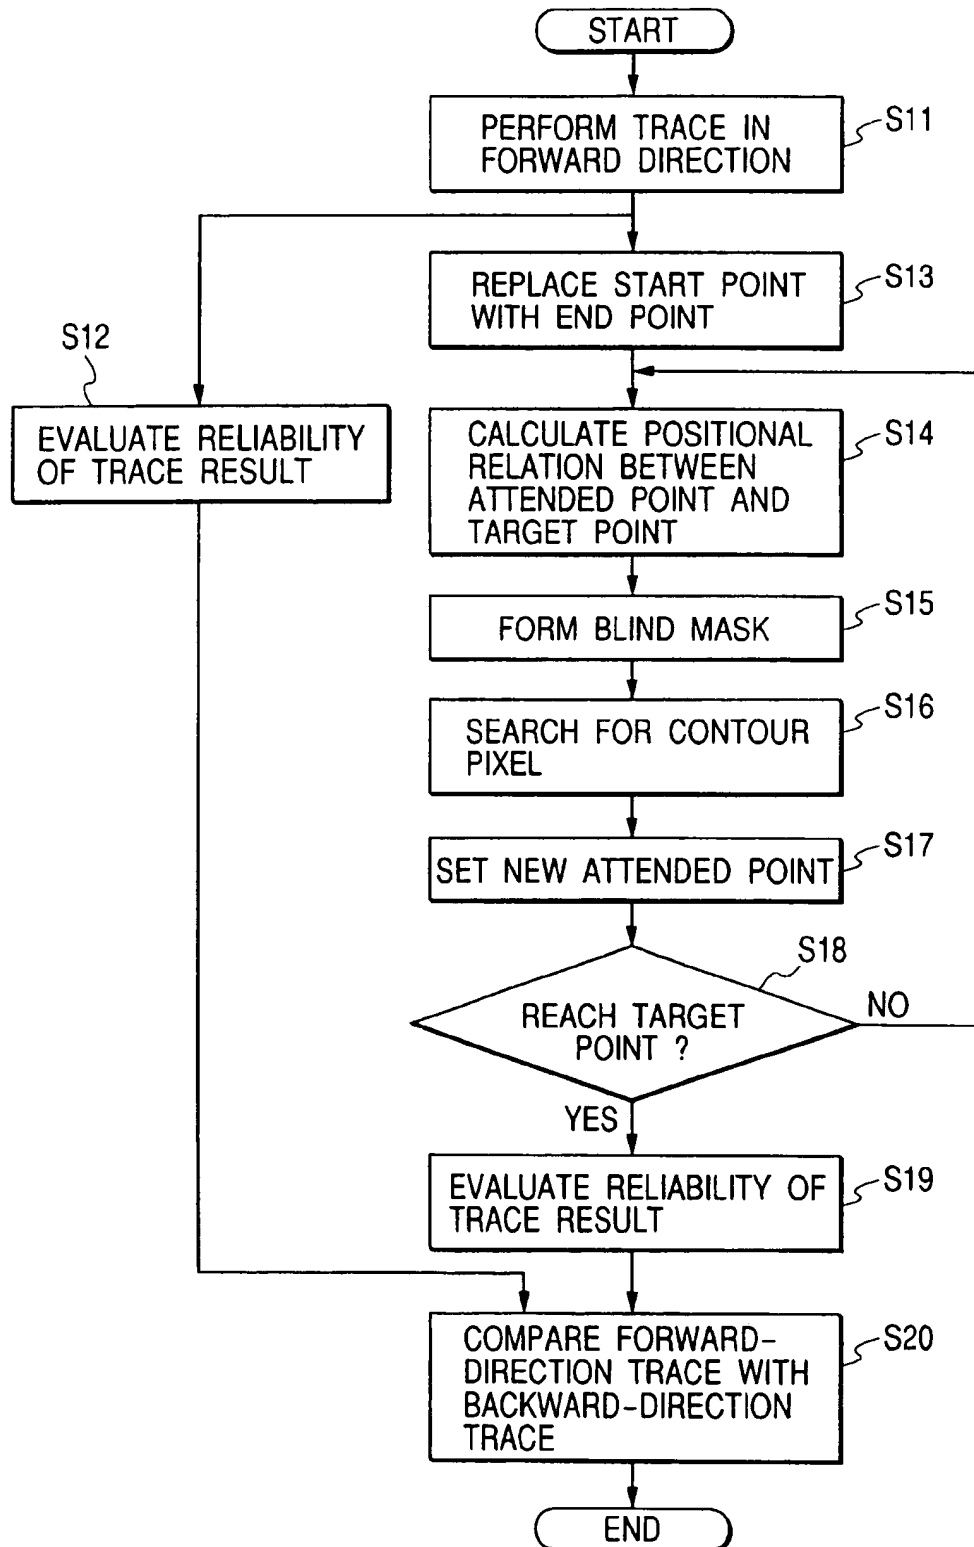 START
PERFORM TRACE IN
FORWARD DIRECTION
S11
REPLACE START POINT
WITH END POINT
S13
S12
EVALUATE RELIABILITY
OF TRACE RESULT
CALCULATE POSITIONAL
RELATION BETWEEN
ATTENDED POINT AND
TARGET POINT
S14
FORM BLIND MASK
S15
SEARCH FOR CONTOUR
PIXEL
S16
SET NEW ATTENDED POINT
S17
S18
REACH TARGET
POINT ?
NO
YES
EVALUATE RELIABILITY OF
TRACE RESULT
S19
COMPARE FORWARD-
DIRECTION TRACE WITH
BACKWARD-DIRECTION
TRACE
S20
END